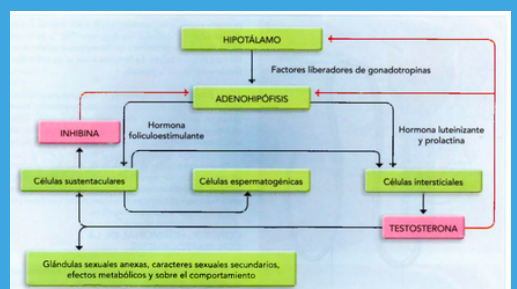 HIPOTÁLAMO
Factores liberadores de gonadotropinas
ADENOHIPÓFISIS
INHIBINA
Hormona
foliculoestimulante
Hormona luteinizante
y prolactina
Células sustentaculares
Células espermatogénicas
Células intersticiales
TESTOSTERONA
Glándulas sexuales anexas, caracteres sexuales secundarios,
efectos metabólicos y sobre el comportamiento